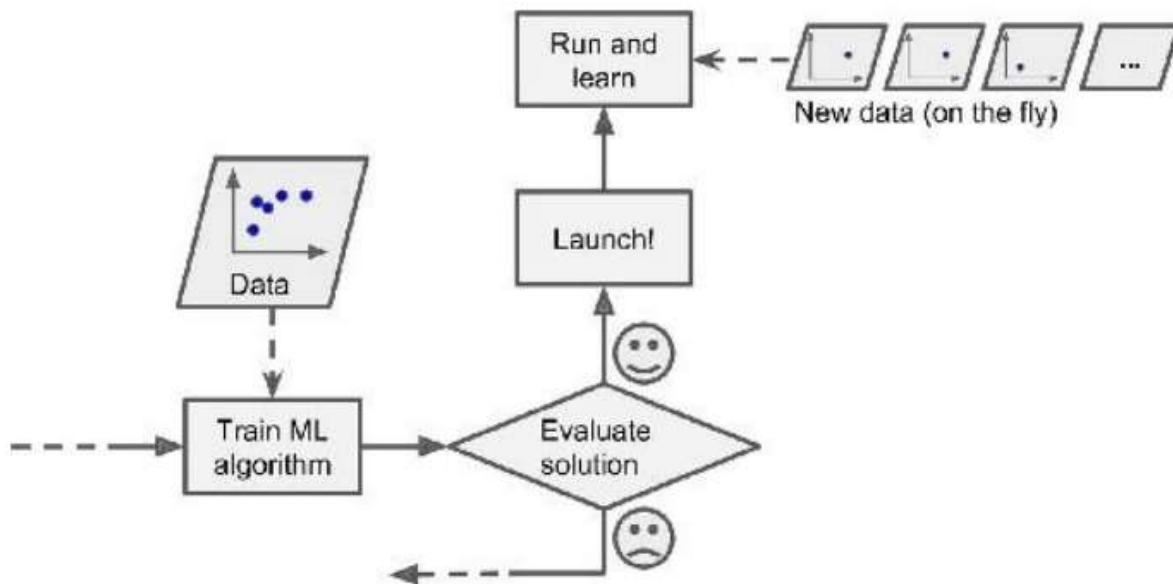 Run and
learn
...
New data (on the fly)
Data
Launch!
Train ML
algorithm
Evaluate
solution